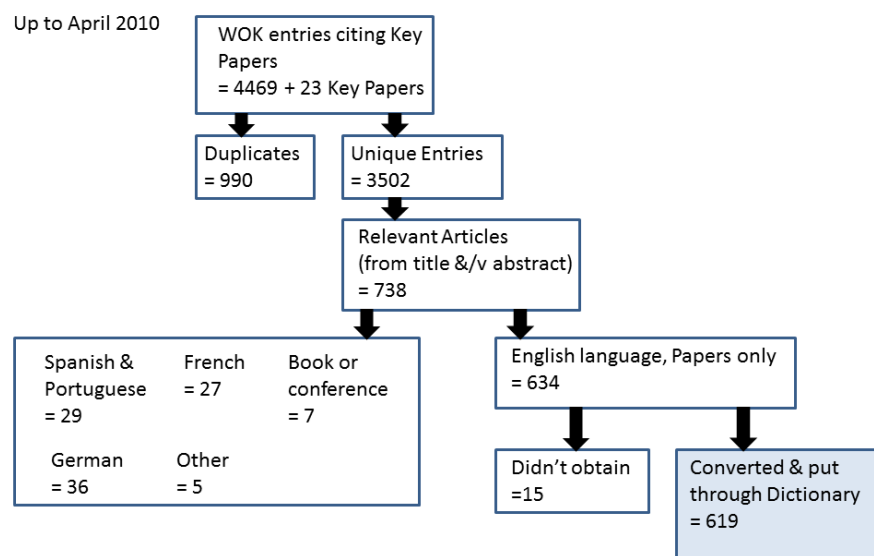 Up to April 2010
WOK entries citing Key
Papers
= 4469 + 23 Key Papers
Duplicates
= 990
Unique Entries
= 3502
Relevant Articles
(from title &/v abstract)
= 738
Spanish &
Portuguese
= 29
French
= 27
Book or
conference
= 7
German
= 36
Other
= 5
English language, Papers only
= 634
Didn’t obtain
=15
Converted & put
through Dictionary
= 619